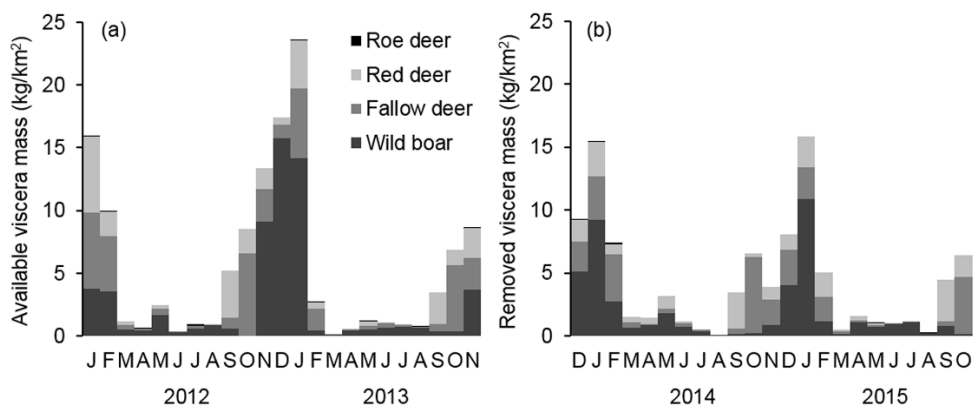 (a)
Available viscera mass (kg/km²)
25
20
15
10
5
0
Roe deer
Red deer
Fallow deer
Wild boar
J F M A M J J A S O N D J F M A M J J A S O N
2012 2013
(b)
Removed viscera mass (kg/km²)
25
20
15
10
5
0
D J F M A M J J A S O N D J F M A M J J A S O
2014 2015